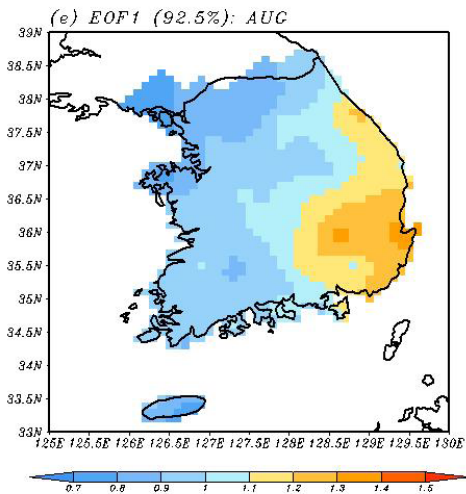 (e) EOF1 (92.5%): AUG
39N
38.5N
38N
37.5N
37N
36.5N
36N
35.5N
35N
34.5N
34N
33.5N
33N
125E 125.5E 126E 126.5E 127E 127.5E 128E 128.5E 129E 129.5E 130E
0.7 0.8 0.9 1 1.1 1.2 1.3 1.4 1.5